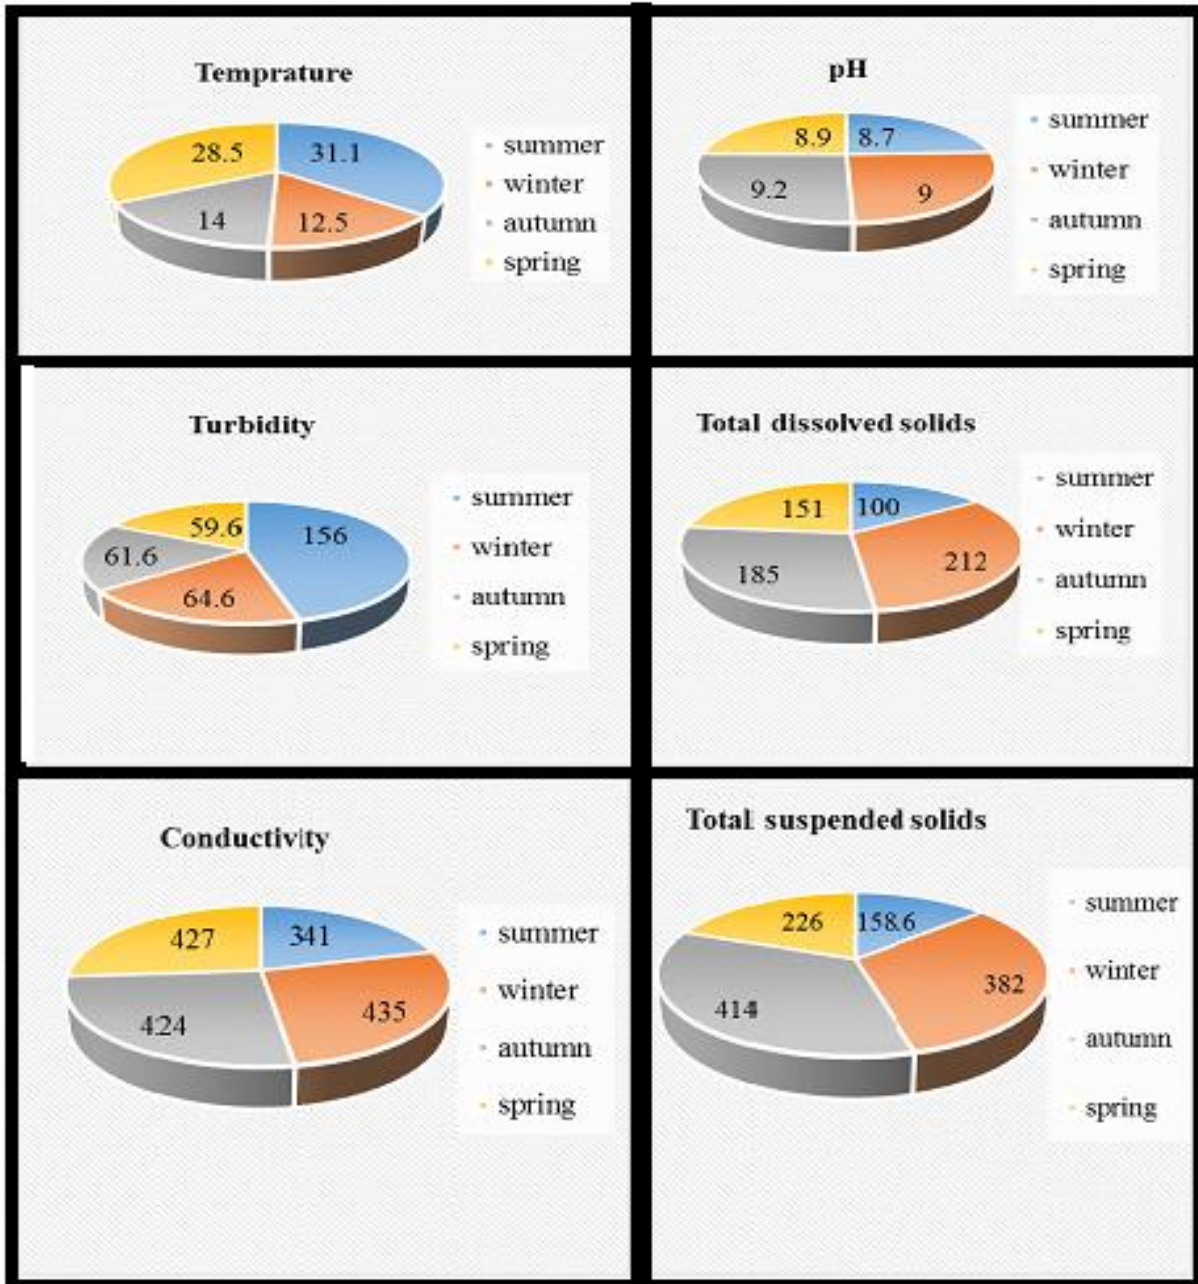 Temprature
28.5
31.1
14
12.5
summer
winter
autumn
spring
pH
8.9
8.7
9.2
9
summer
winter
autumn
spring
Turbidity
59.6
156
61.6
64.6
summer
winter
autumn
spring
Total dissolved solids
151
100
185
212
summer
winter
autumn
spring
Conductivity
427
341
424
435
summer
winter
autumn
spring
Total suspended solids
226
158.6
414
382
summer
winter
autumn
spring